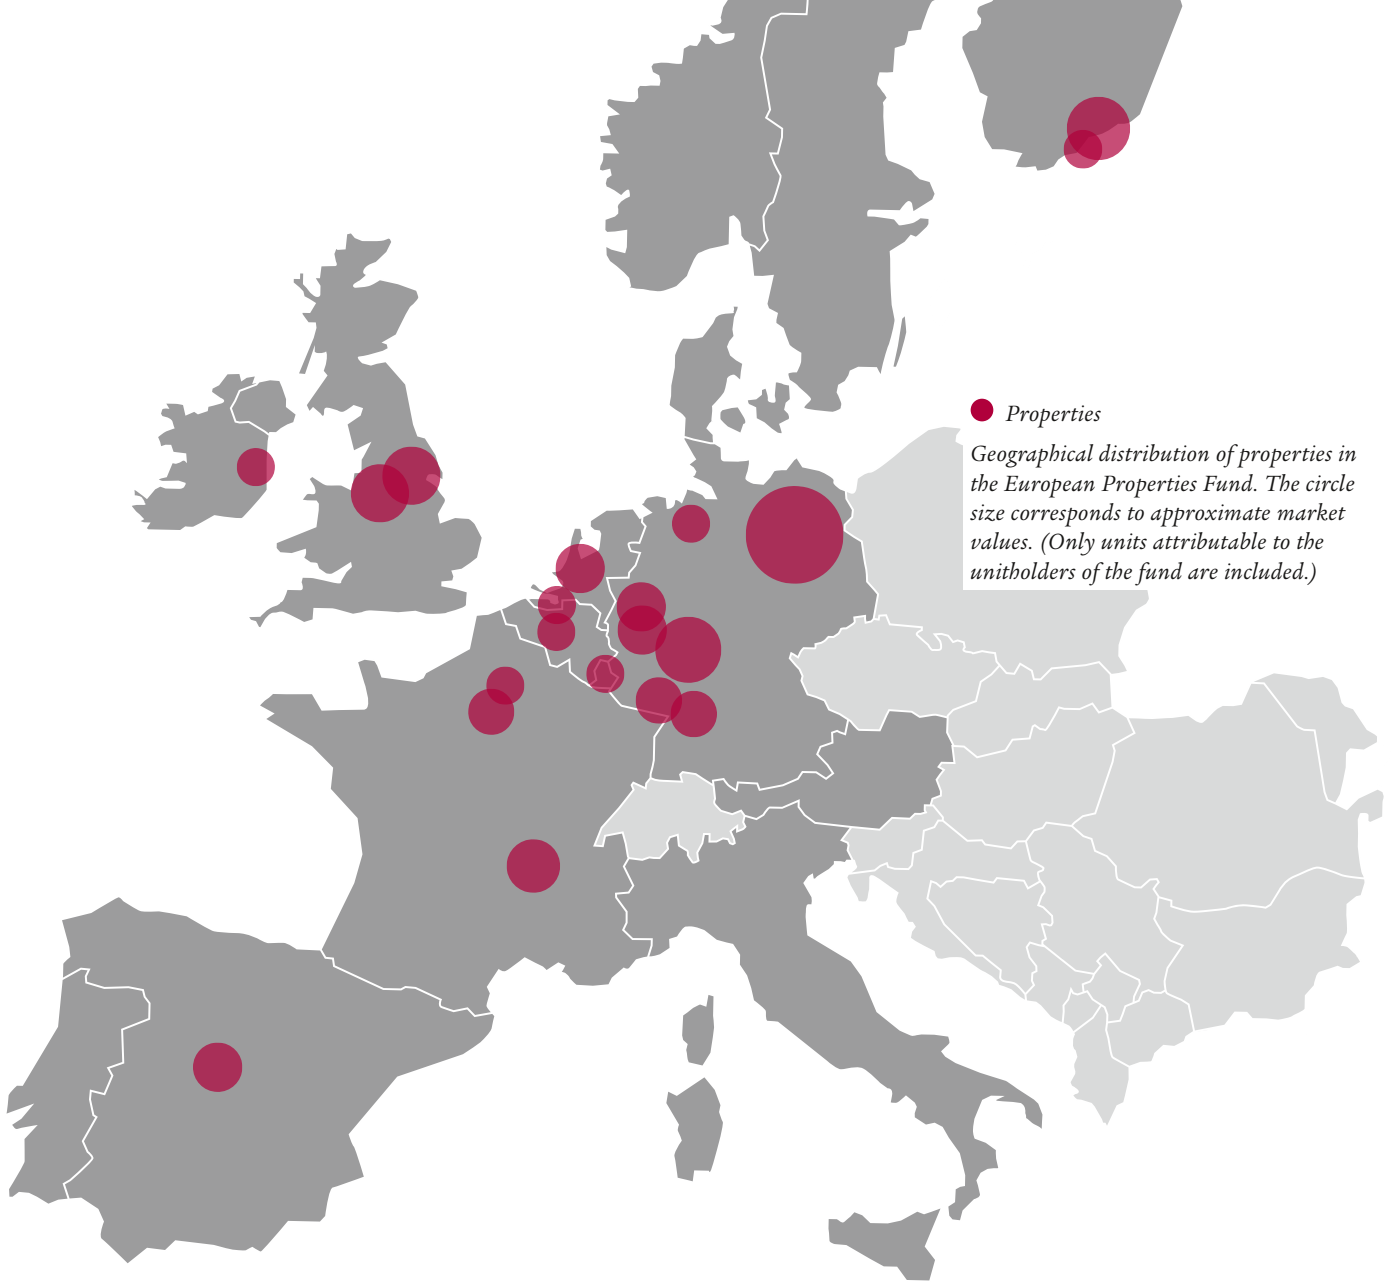 Properties
Geographical distribution of properties in
the European Properties Fund. The circle
size corresponds to approximate market
values. (Only units attributable to the
unitholders of the fund are included.)